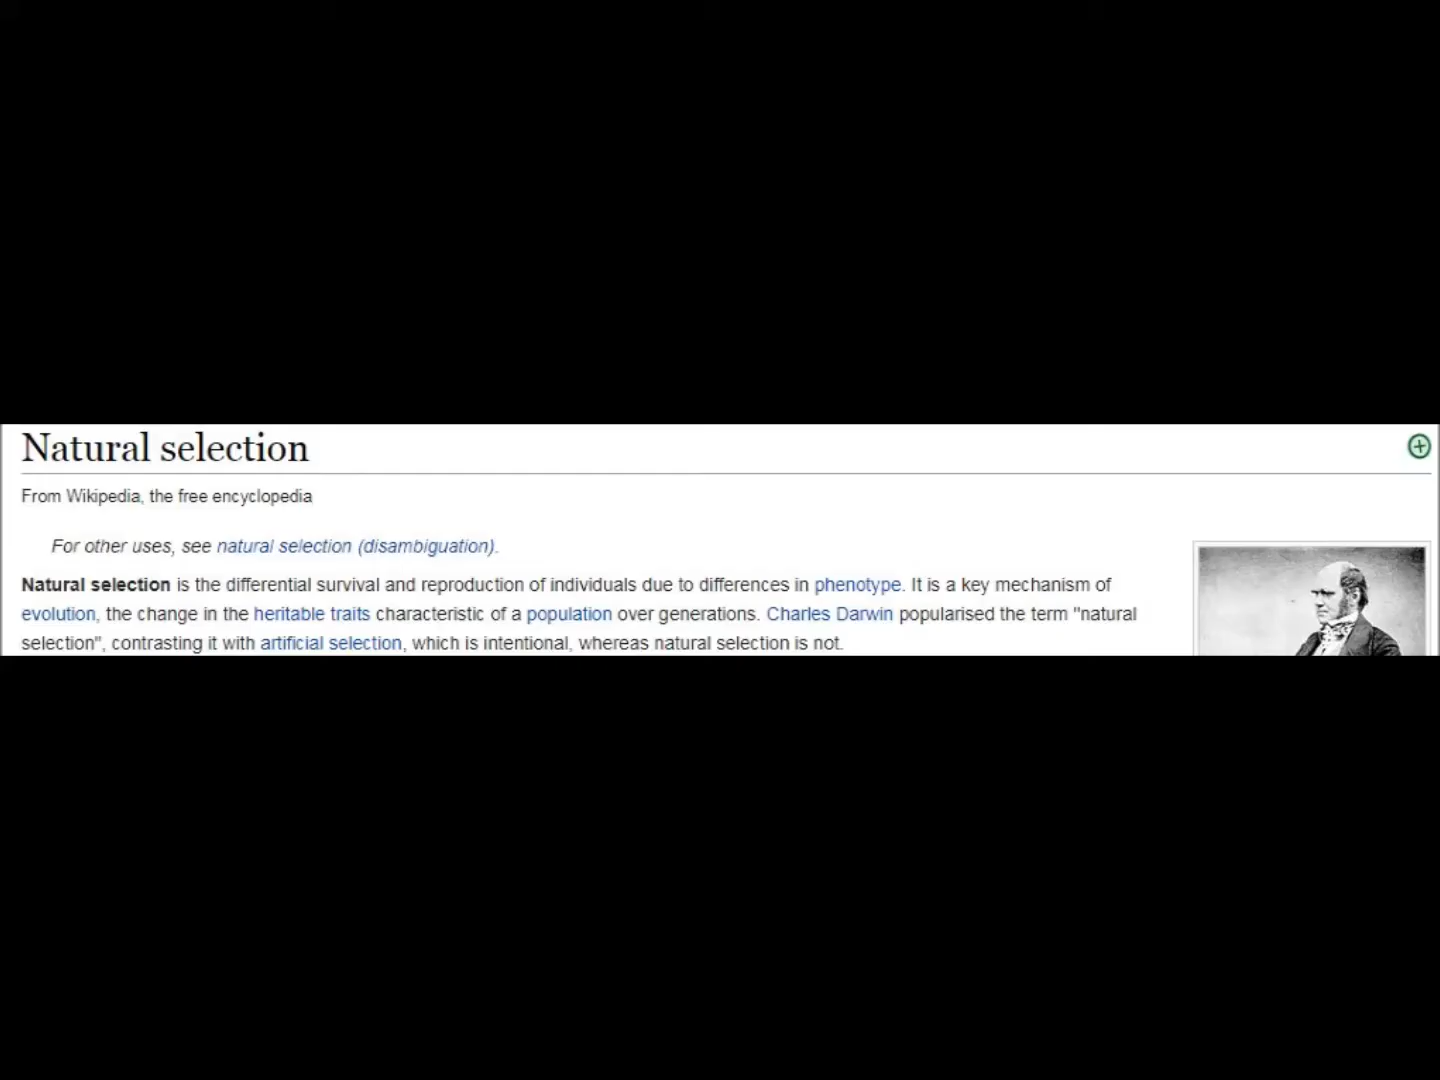 Natural selection
From Wikipedia, the free encyclopedia
For other uses, see natural selection (disambiguation).
Natural selection is the differential survival and reproduction of individuals due to differences in phenotype. It is a key mechanism of
evolution, the change in the heritable traits characteristic of a population over generations. Charles Darwin popularised the term "natural
selection", contrasting it with artificial selection, which is intentional, whereas natural selection is not.